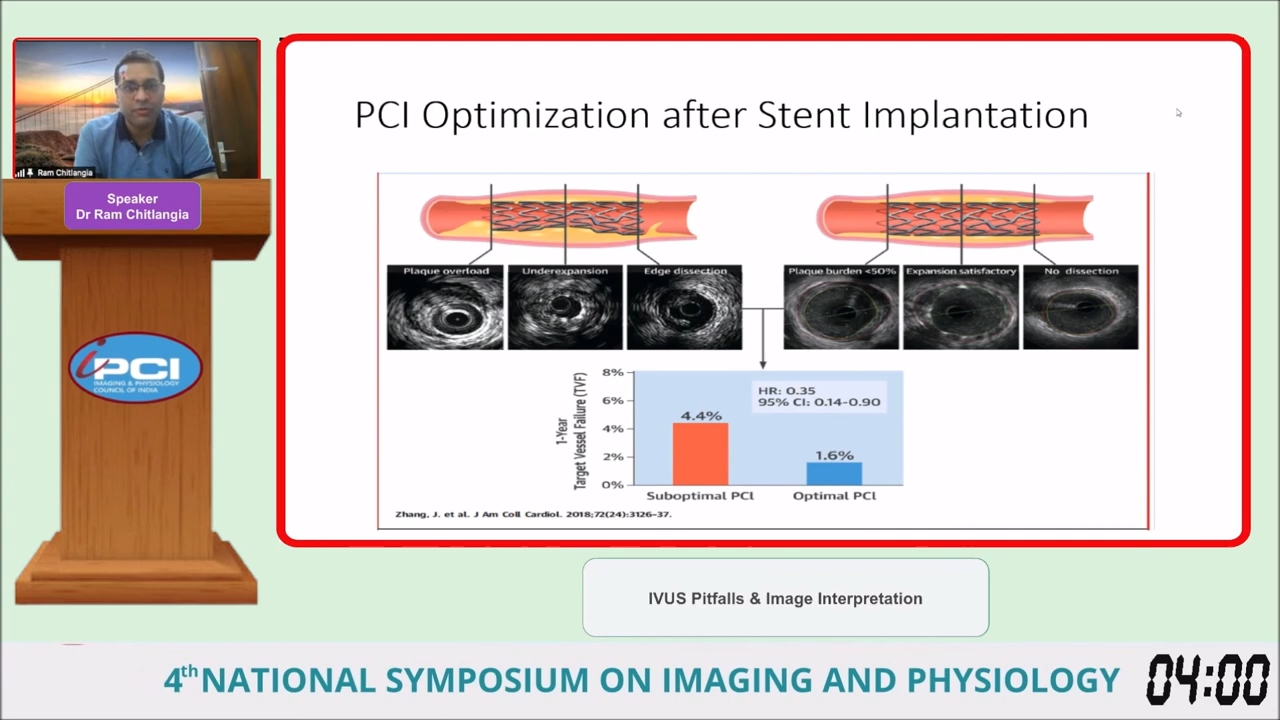 Ram Chitlangia
Speaker
Dr Ram Chitlangia
iPCI
IMAGING & PHYSIOLOGY
COUNCIL OF INDIA
PCI Optimization after Stent Implantation
Plaque overload
Underexpansion
Edge dissection
Plaque burden <50%
Expansion satisfactory
No dissection
1-Year
Target Vessel Failure (TVF)
8%
6%
4%
2%
0%
HR: 0.35
95% CI: 0.14-0.90
4.4%
1.6%
Suboptimal PCI
Optimal PCI
Zhang, J. et al. J Am Coll Cardiol. 2018;72(24):3126–37.
IVUS Pitfalls & Image Interpretation
4th NATIONAL SYMPOSIUM ON IMAGING AND PHYSIOLOGY
04:00